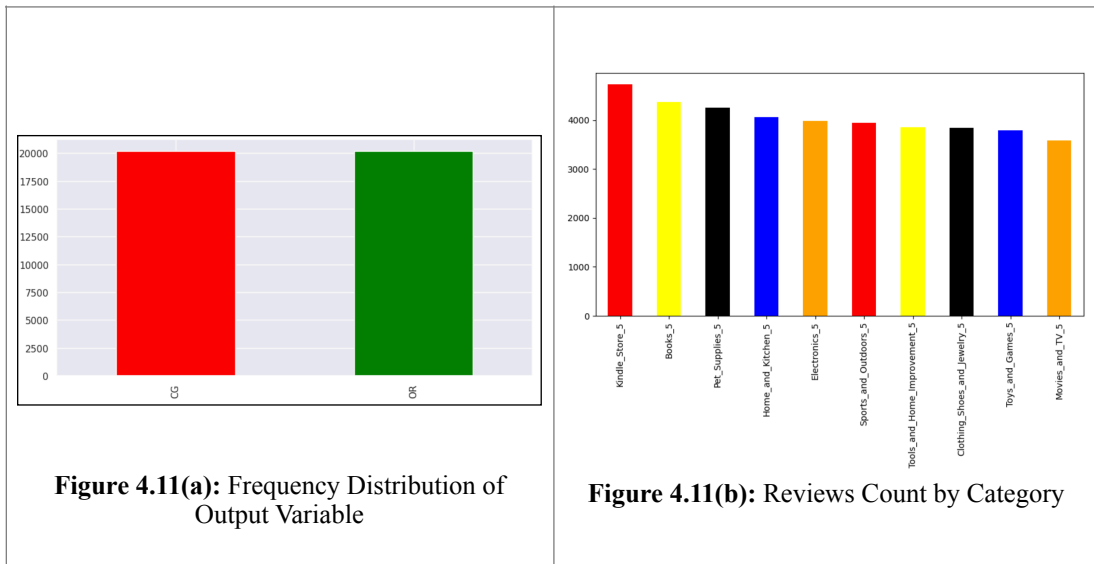 20000
17500
15000
12500
10000
7500
5000
2500
0
CG
OR
Figure 4.11(a): Frequency Distribution of
Output Variable
4000
3000
2000
1000
0
Kindle_Store_5
Books_5
Pet_Supplies_5
Home_and_Kitchen_5
Electronics_5
Sports_and_Outdoors_5
Tools_and_Home_Improvement_5
Clothing_Shoes_and_Jewelry_5
Toys_and_Games_5
Movies_and_TV_5
Figure 4.11(b): Reviews Count by Category